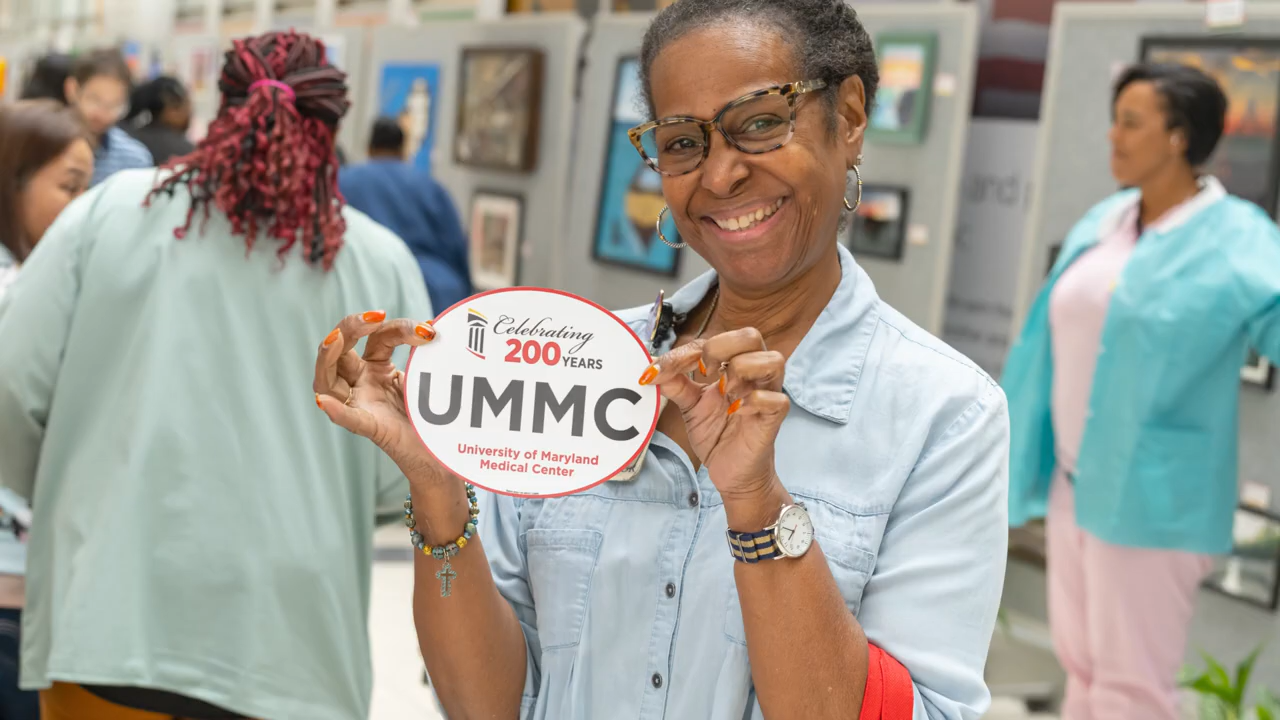 Celebrating
200 YEARS
UMMC
University of Maryland
Medical Center